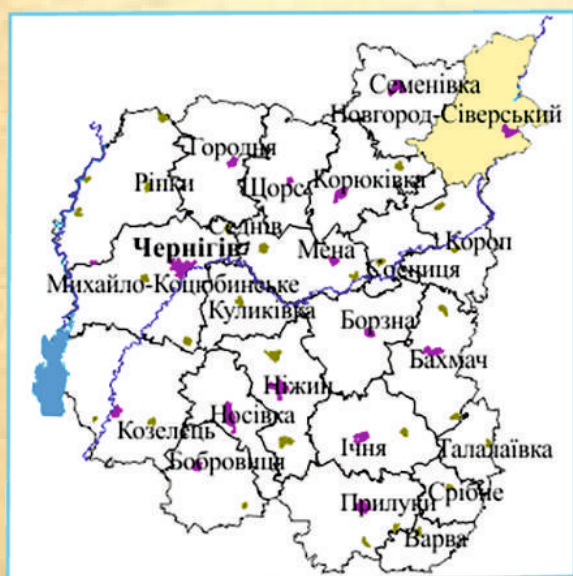 Семенівка
Новгород-Сіверський
Городня
Щорс
Корюківка
Ріпки
Седнів
Чернігів
Мена
Короп
Сосниця
Михайло-Коцюбинське
Куликівка
Борзна
Бахмач
Ніжин
Носівка
Козелець
Ічня
Талалаївка
Бобровиця
Срібне
Прилуки
Варва